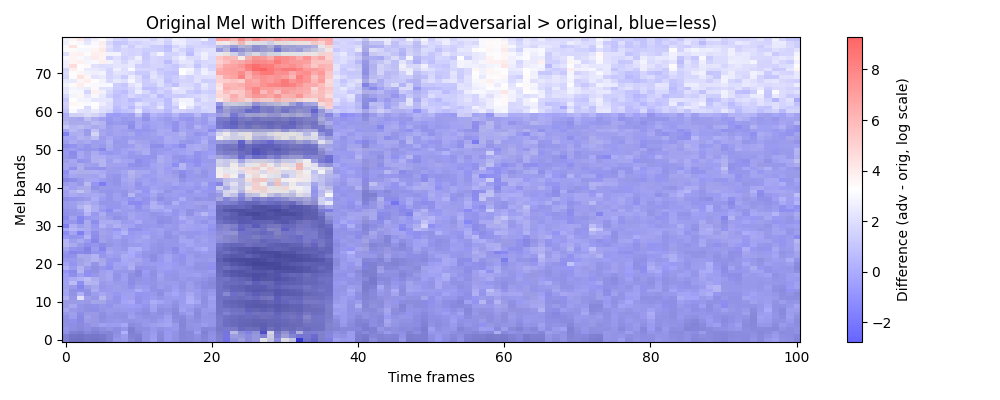 Original Mel with Differences (red=adversarial > original, blue=less)
Mel bands
70
60
50
40
30
20
10
0
0 20 40 60 80 100
Time frames
8
6
4
2
0
−2
Difference (adv - orig, log scale)